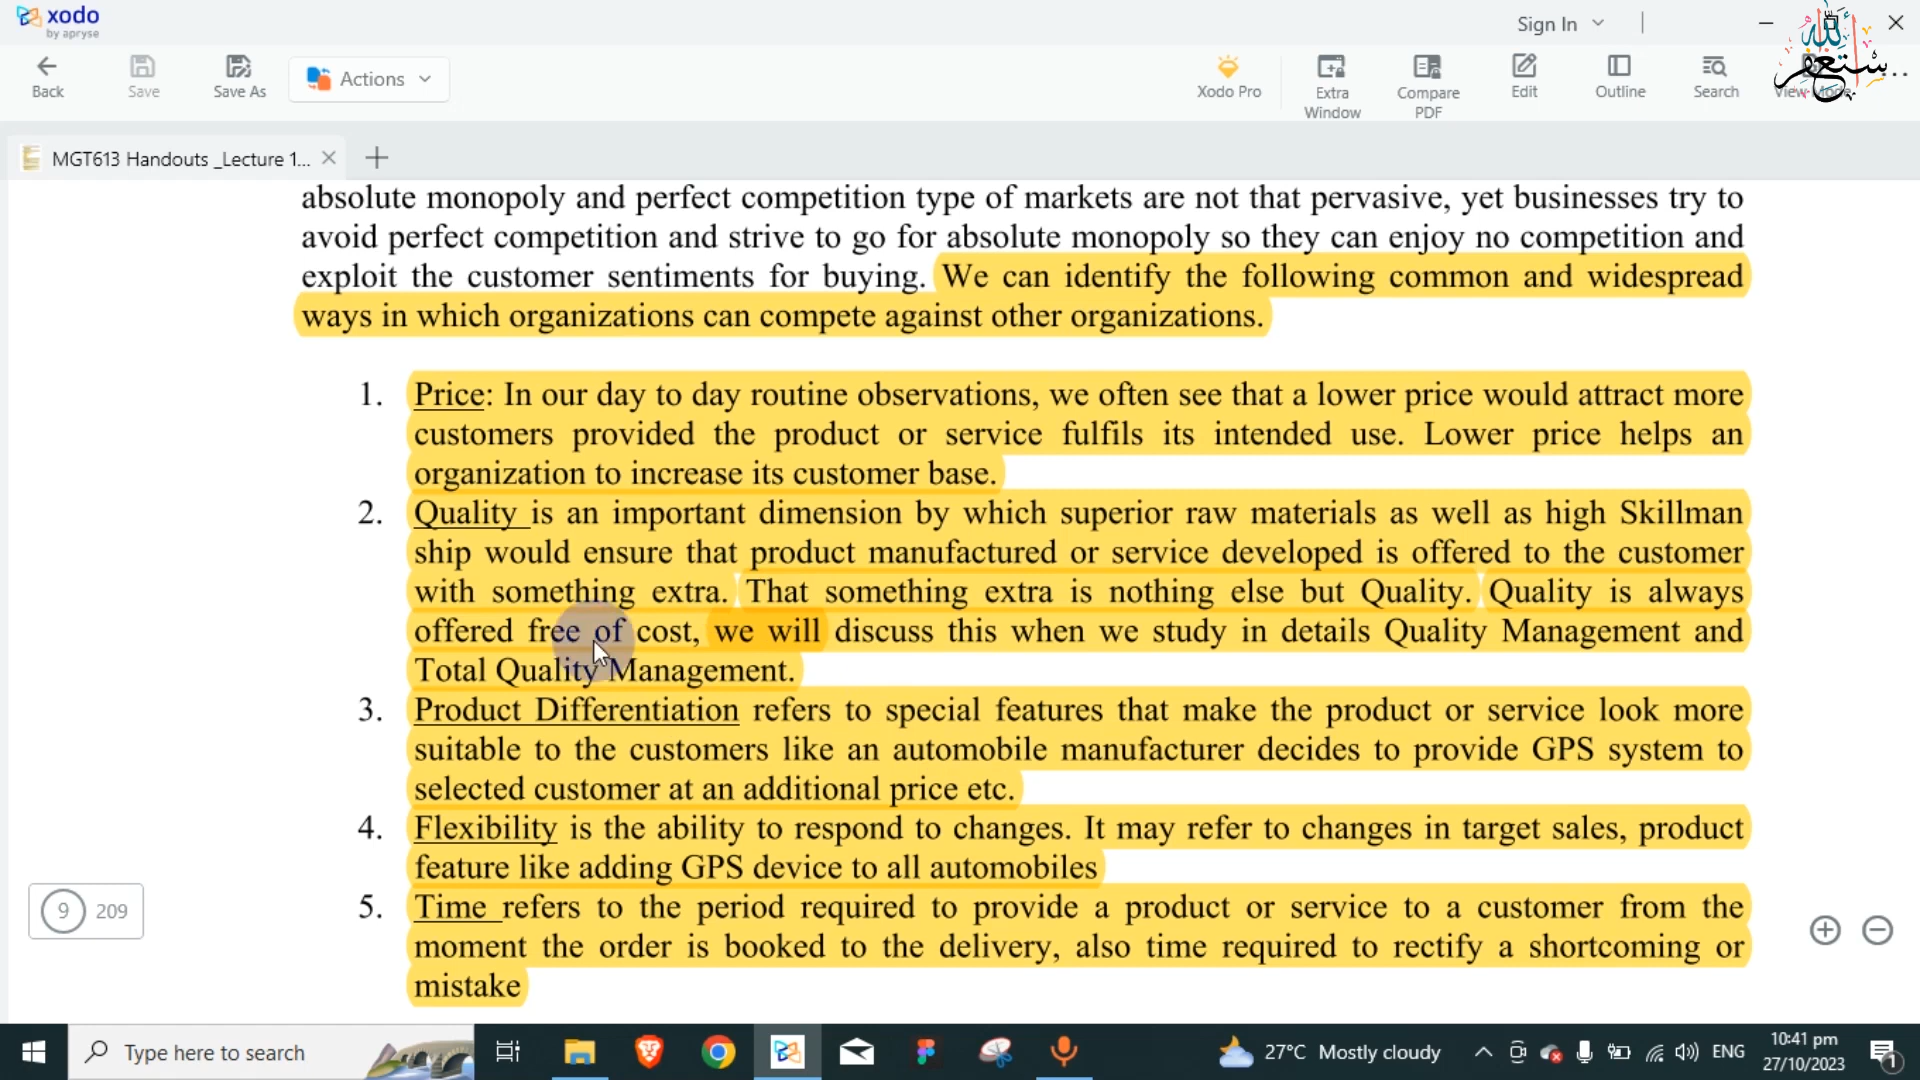 xodo
by apryse
Sign In
Back
Save
Save As
Actions
Xodo Pro
Extra Window
Compare PDF
Edit
Outline
Search
View Mode
أستغفر الله
MGT613 Handouts _Lecture 1...
absolute monopoly and perfect competition type of markets are not that pervasive, yet businesses try to
avoid perfect competition and strive to go for absolute monopoly so they can enjoy no competition and
exploit the customer sentiments for buying. We can identify the following common and widespread
ways in which organizations can compete against other organizations.
1. Price: In our day to day routine observations, we often see that a lower price would attract more
customers provided the product or service fulfils its intended use. Lower price helps an
organization to increase its customer base.
2. Quality is an important dimension by which superior raw materials as well as high Skillman
ship would ensure that product manufactured or service developed is offered to the customer
with something extra. That something extra is nothing else but Quality. Quality is always
offered free of cost, we will discuss this when we study in details Quality Management and
Total Quality Management.
3. Product Differentiation refers to special features that make the product or service look more
suitable to the customers like an automobile manufacturer decides to provide GPS system to
selected customer at an additional price etc.
4. Flexibility is the ability to respond to changes. It may refer to changes in target sales, product
feature like adding GPS device to all automobiles
5. Time refers to the period required to provide a product or service to a customer from the
moment the order is booked to the delivery, also time required to rectify a shortcoming or
mistake
9 209
Type here to search
27°C Mostly cloudy
ENG
10:41 pm
27/10/2023
1